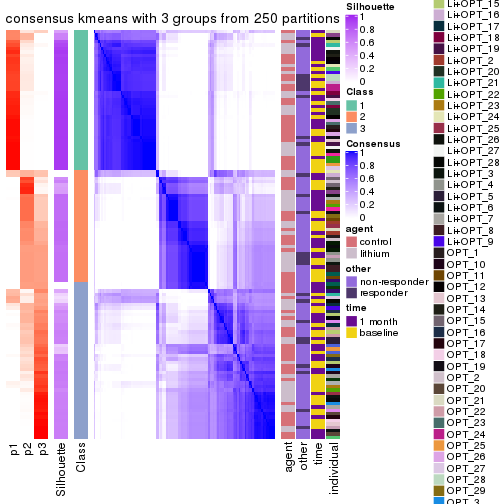 consensus kmeans with 3 groups from 250 partitions
p1
p2
p3
Silhouette
Class
agent
other
time
individual
Silhouette
1
0.8
0.6
0.4
0.2
0
Class
1
2
3
Consensus
1
0.8
0.6
0.4
0.2
0
agent
control
lithium
other
non-responder
responder
time
1 month
baseline
Li+OPT_15
Li+OPT_16
Li+OPT_17
Li+OPT_18
Li+OPT_19
Li+OPT_2
Li+OPT_20
Li+OPT_21
Li+OPT_22
Li+OPT_23
Li+OPT_24
Li+OPT_25
Li+OPT_26
Li+OPT_27
Li+OPT_28
Li+OPT_3
Li+OPT_4
Li+OPT_5
Li+OPT_6
Li+OPT_7
Li+OPT_8
Li+OPT_9
OPT_1
OPT_10
OPT_11
OPT_12
OPT_13
OPT_14
OPT_15
OPT_16
OPT_17
OPT_18
OPT_19
OPT_2
OPT_20
OPT_21
OPT_22
OPT_23
OPT_24
OPT_25
OPT_26
OPT_27
OPT_28
OPT_29
OPT_3